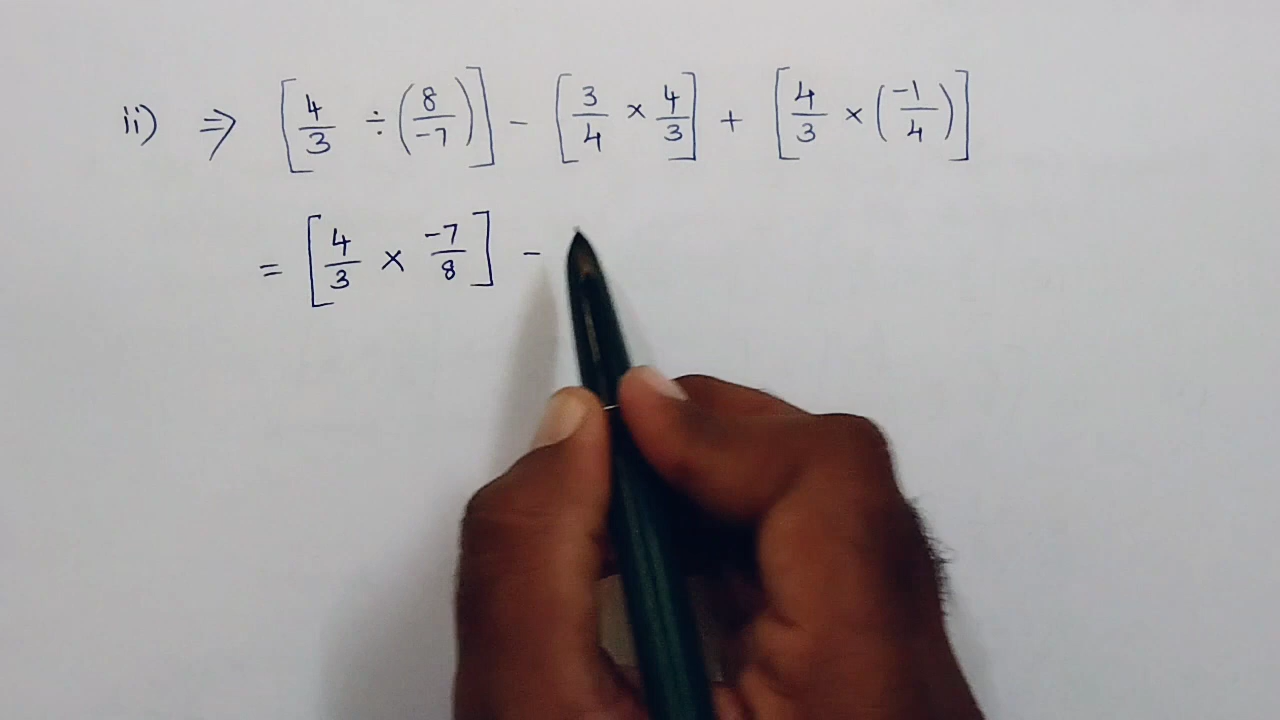 ii) ⇒ [4/3 ÷ (8/-7)] - [3/4 × 4/3] + [4/3 × (-1/4)]
= [4/3 × -7/8] -